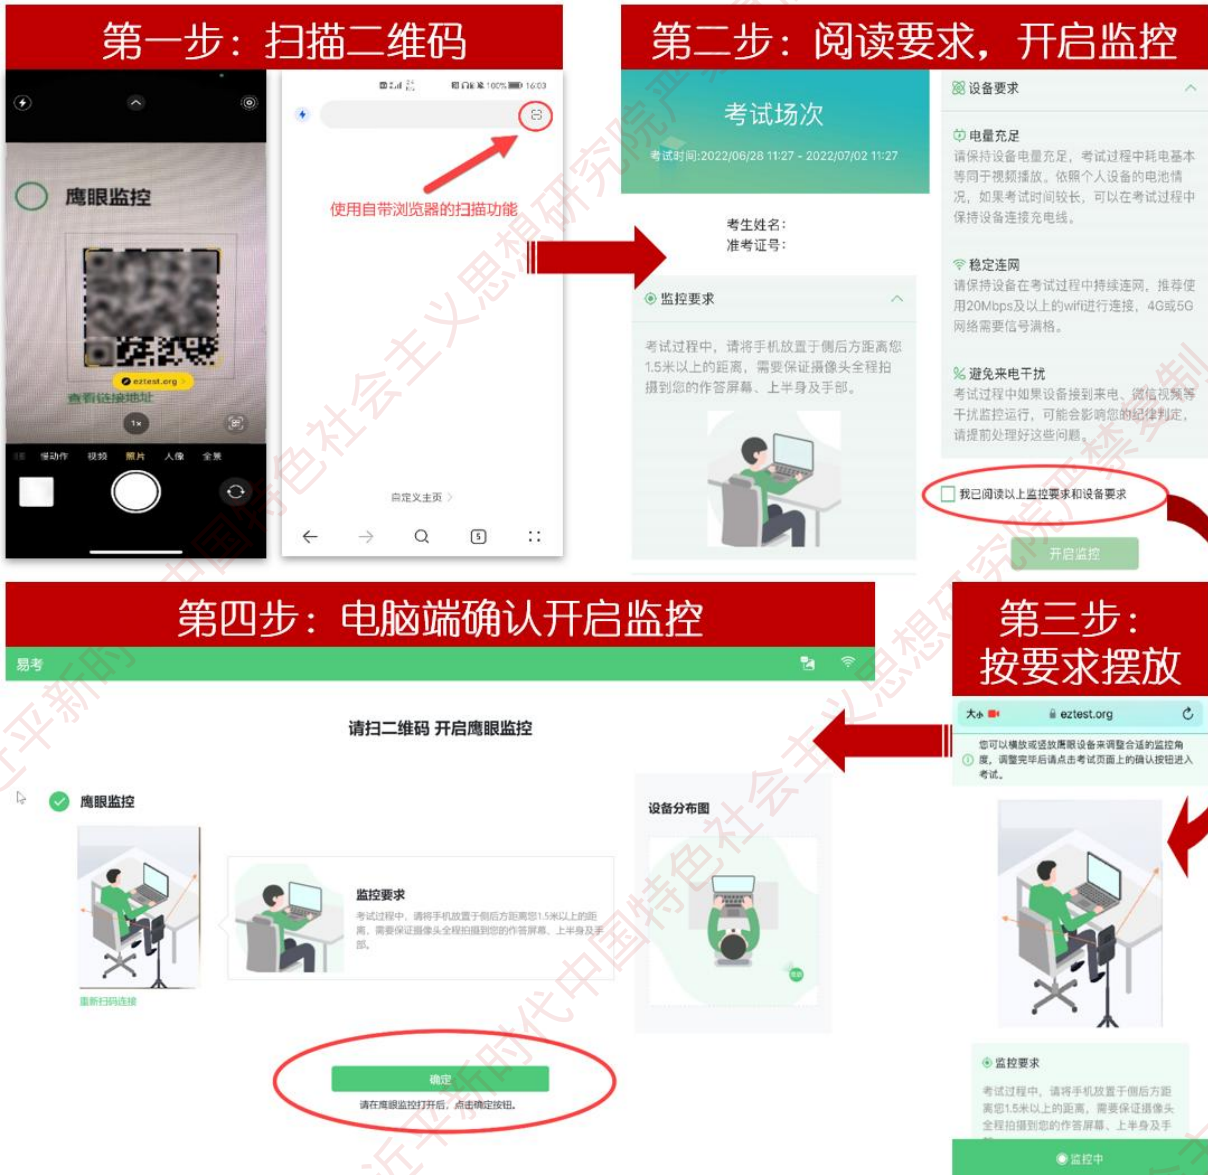 第一步：扫描二维码
鹰眼监控
eztest.org
查看链接地址
1x
慢动作 视频 照片 人像 全景
100% 16:03
使用自带浏览器的扫描功能
自定义主页
5
第二步：阅读要求，开启监控
考试场次
考试时间:2022/06/28 11:27 - 2022/07/02 11:27
考生姓名：
准考证号：
监控要求
考试过程中，请将手机放置于侧后方距离您
1.5米以上的距离，需要保证摄像头全程拍
摄到您的作答屏幕、上半身及手部。
设备要求
电量充足
请保持设备电量充足，考试过程中耗电基本
等同于视频播放。依照个人设备的电池情
况，如果考试时间较长，可以在考试过程中
保持设备连接充电线。
稳定连网
请保持设备在考试过程中持续连网，推荐使
用20Mbps及以上的wifi进行连接，4G或5G
网络需要信号满格。
避免来电干扰
考试过程中如果设备接到来电、微信视频等
干扰监控运行，可能会影响您的纪律判定，
请提前处理好这些问题。
我已阅读以上监控要求和设备要求
开启监控
第三步：
按要求摆放
大小 eztest.org
您可以横放或竖放鹰眼设备来调整合适的监控角
度，调整完毕后请点击考试页面上的确认按钮进入
考试。
监控要求
考试过程中，请将手机放置于侧后方距
离您1.5米以上的距离，需要保证摄像头
全程拍摄到您的作答屏幕、上半身及手
监控中
第四步：电脑端确认开启监控
易考
请扫二维码 开启鹰眼监控
鹰眼监控
重新扫码连接
监控要求
考试过程中，请将手机放置于侧后方距离您1.5米以上的距
离，需要保证摄像头全程拍摄到您的作答屏幕、上半身及手
部。
设备分布图
确定
请在鹰眼监控打开后，点击确定按钮。
习近平新时代中国特色社会主义思想研究院严禁复制